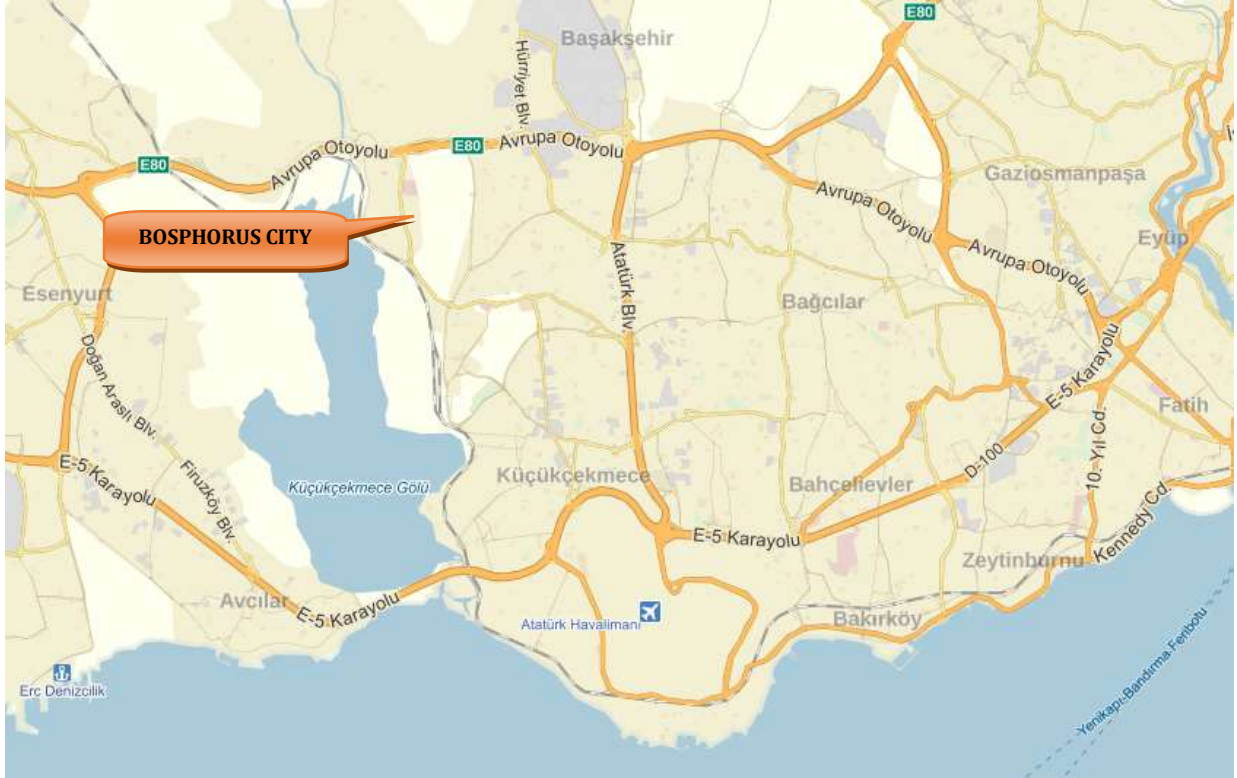 E80
Başakşehir
Hürriyet Blv.
E80
Avrupa Otoyolu
E80
Avrupa Otoyolu
Gaziosmanpaşa
Avrupa Otoyolu
BOSPHORUS CITY
Eyüp
Avrupa Otoyolu
Atatürk Blv.
Esenyurt
Bağcılar
Doğan Araslı Blv.
E-5 Karayolu
Fatih
E-5 Karayolu
Firuzköy Blv.
Küçükçekmece Gölü
Küçükçekmece
Bahçelievler
D-100
10. Yıl Cd.
Kennedy Cd.
E-5 Karayolu
Zeytinburnu
Avcılar
E-5 Karayolu
Atatürk Havalimanı
Bakırköy
Erc Denizcilik
Yenikapı-Bandırma-Feribotu